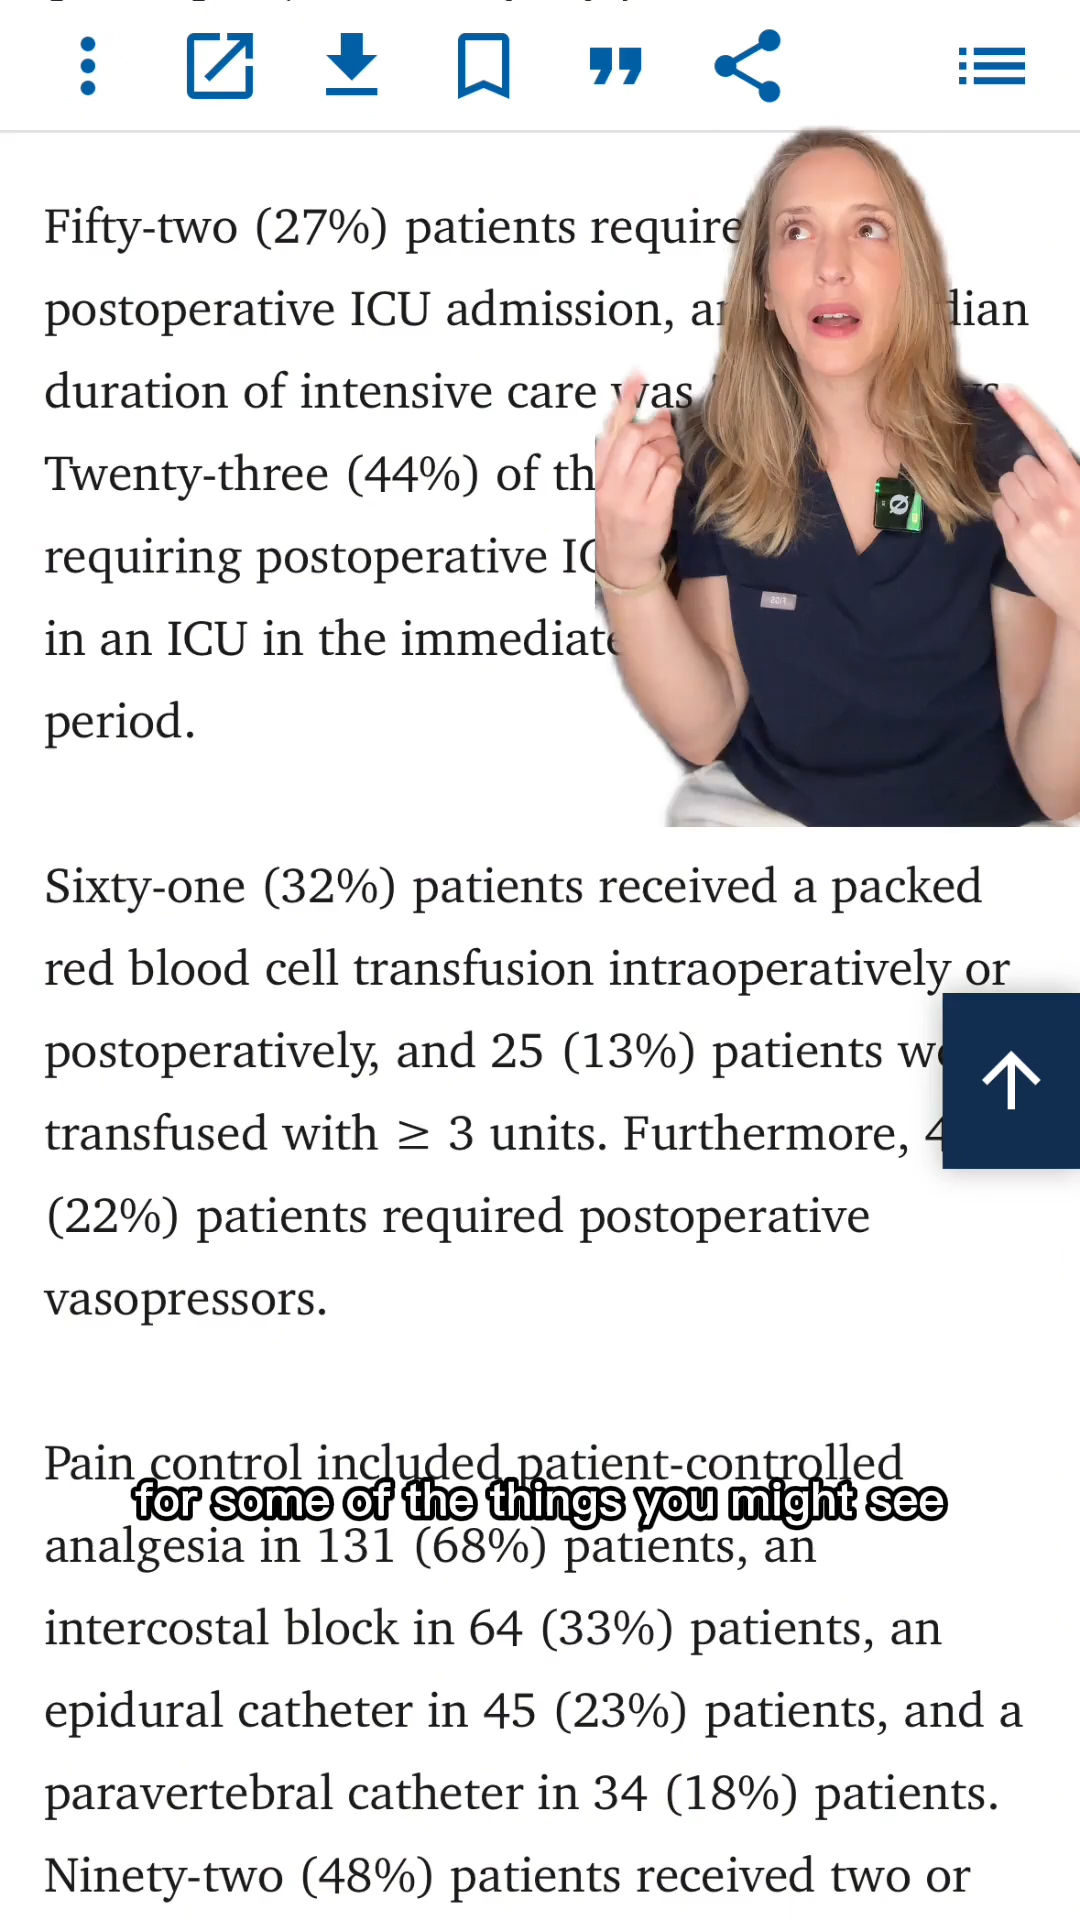 Fifty-two (27%) patients require
postoperative ICU admission, an dian
duration of intensive care was
Twenty-three (44%) of th
requiring postoperative IC
in an ICU in the immediate
period.
Sixty-one (32%) patients received a packed
red blood cell transfusion intraoperatively or
postoperatively, and 25 (13%) patients we
transfused with ≥ 3 units. Furthermore, 4
(22%) patients required postoperative
vasopressors.
Pain control included patient-controlled
for some of the things you might see
analgesia in 131 (68%) patients, an
intercostal block in 64 (33%) patients, an
epidural catheter in 45 (23%) patients, and a
paravertebral catheter in 34 (18%) patients.
Ninety-two (48%) patients received two or